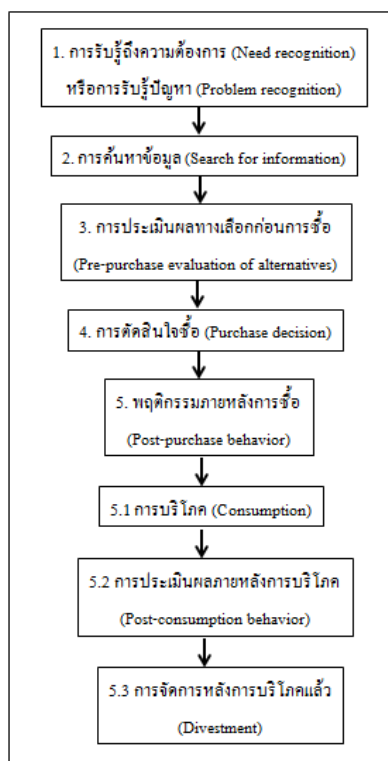 1. การรับรู้ถึงความต้องการ (Need recognition)
หรือการรับรู้ปัญหา (Problem recognition)
2. การค้นหาข้อมูล (Search for information)
3. การประเมินผลทางเลือกก่อนการซื้อ
(Pre-purchase evaluation of alternatives)
4. การตัดสินใจซื้อ (Purchase decision)
5. พฤติกรรมภายหลังการซื้อ
(Post-purchase behavior)
5.1 การบริโภค (Consumption)
5.2 การประเมินผลภายหลังการบริโภค
(Post-consumption behavior)
5.3 การจัดการหลังการบริโภคแล้ว
(Divestment)